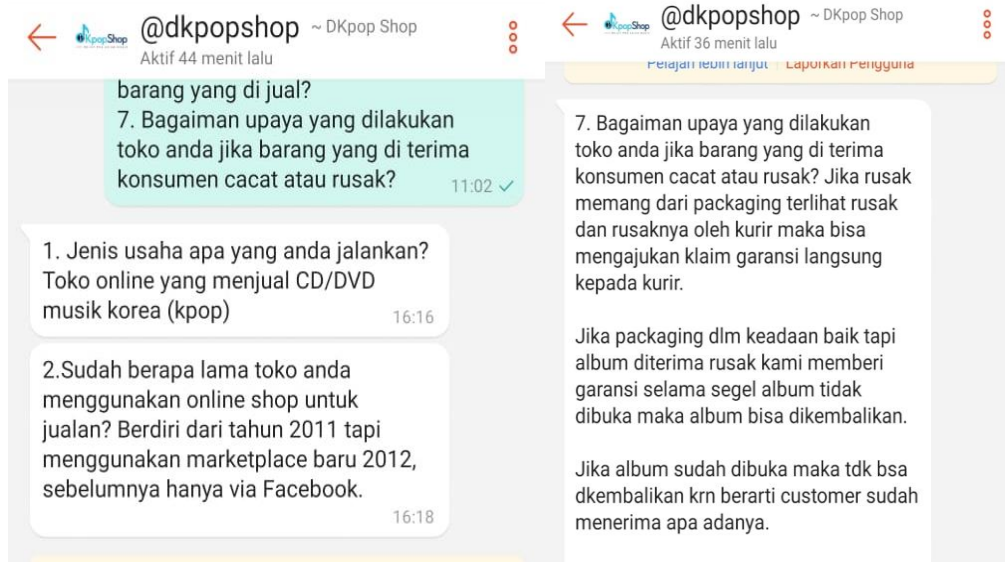 KpopShop
@dkpopshop ~ DKpop Shop
Aktif 44 menit lalu
barang yang di jual?
7. Bagaiman upaya yang dilakukan
toko anda jika barang yang di terima
konsumen cacat atau rusak?
11:02
1. Jenis usaha apa yang anda jalankan?
Toko online yang menjual CD/DVD
musik korea (kpop)
16:16
2.Sudah berapa lama toko anda
menggunakan online shop untuk
jualan? Berdiri dari tahun 2011 tapi
menggunakan marketplace baru 2012,
sebelumnya hanya via Facebook.
16:18
KpopShop
@dkpopshop ~ DKpop Shop
Aktif 36 menit lalu
Pelajari lebih lanjut Laporkan Pengguna
7. Bagaiman upaya yang dilakukan
toko anda jika barang yang di terima
konsumen cacat atau rusak? Jika rusak
memang dari packaging terlihat rusak
dan rusaknya oleh kurir maka bisa
mengajukan klaim garansi langsung
kepada kurir.
Jika packaging dlm keadaan baik tapi
album diterima rusak kami memberi
garansi selama segel album tidak
dibuka maka album bisa dikembalikan.
Jika album sudah dibuka maka tdk bsa
dkembalikan krn berarti customer sudah
menerima apa adanya.